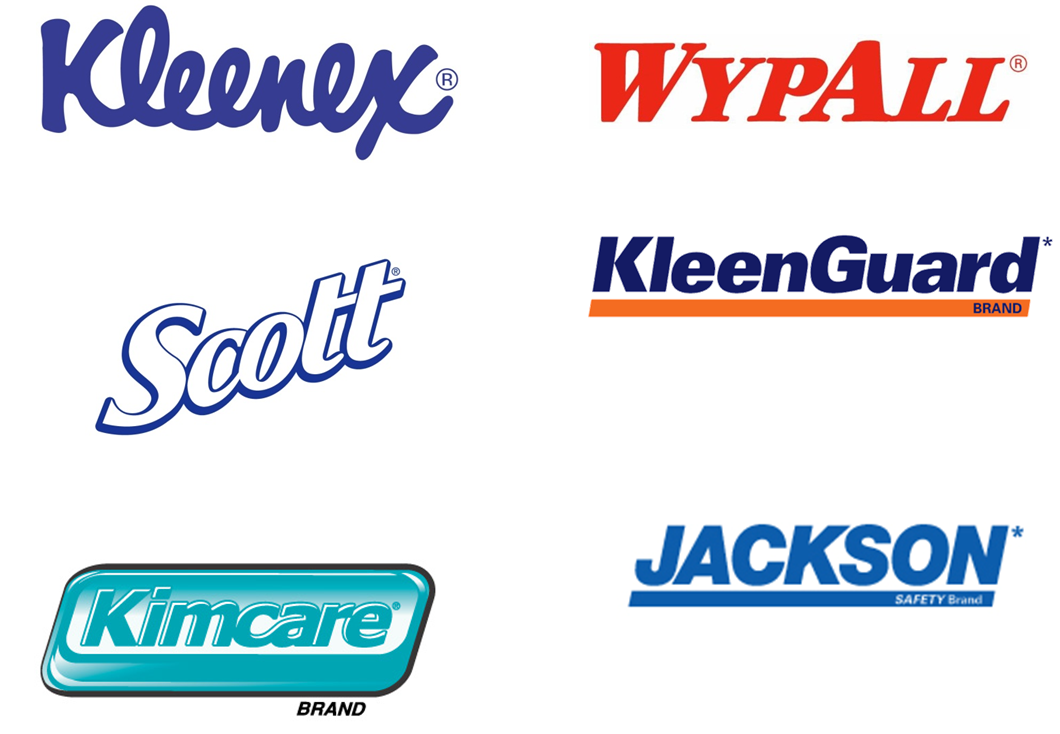 Kleenex®
WYPALL®
Scott®
KleenGuard*
BRAND
Kimcare®
BRAND
JACKSON*
SAFETY Brand